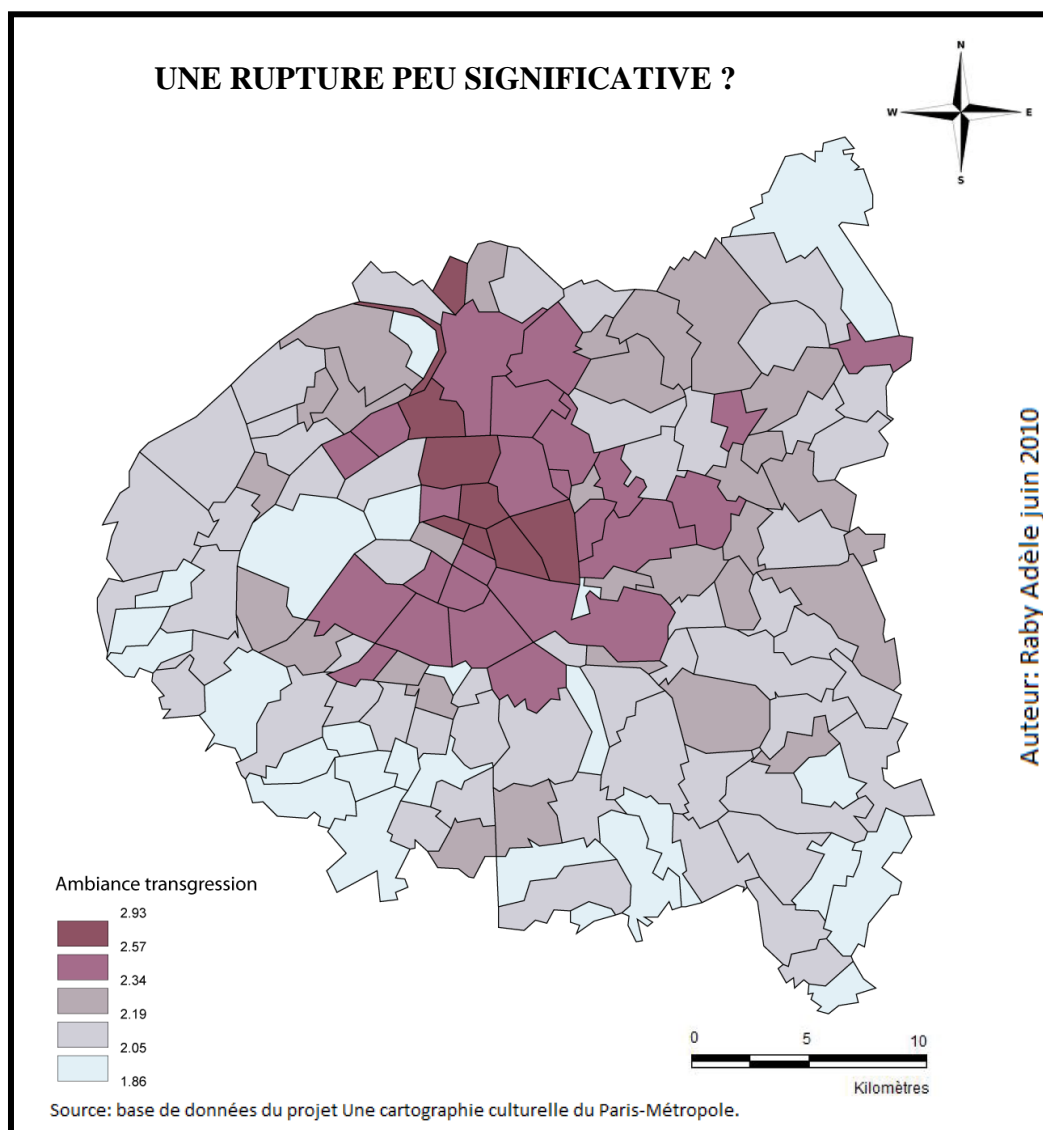 UNE RUPTURE PEU SIGNIFICATIVE ?
N
W
E
S
Auteur: Raby Adèle juin 2010
Ambiance transgression
2.93
2.57
2.34
2.19
2.05
1.86
0 5 10
Kilomètres
Source: base de données du projet Une cartographie culturelle du Paris-Métropole.